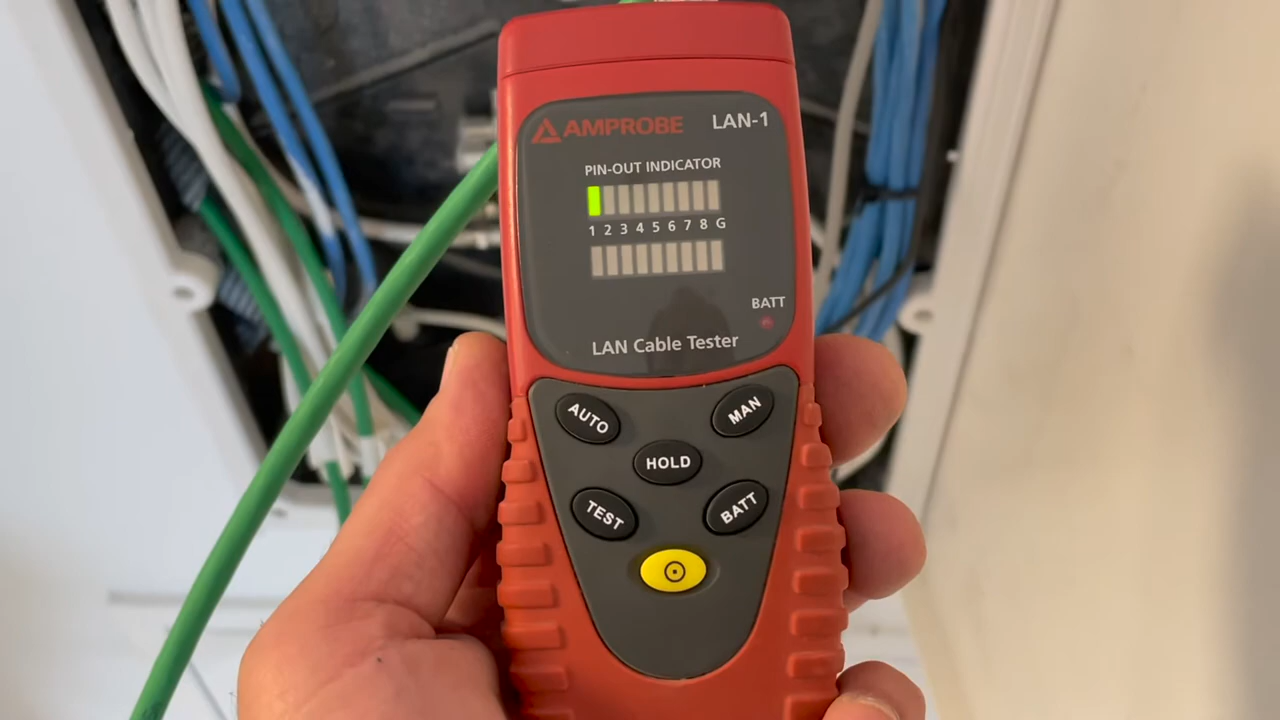 AMPROBE LAN-1
PIN-OUT INDICATOR
1 2 3 4 5 6 7 8 G
BATT
LAN Cable Tester
AUTO MAN
HOLD
TEST BATT